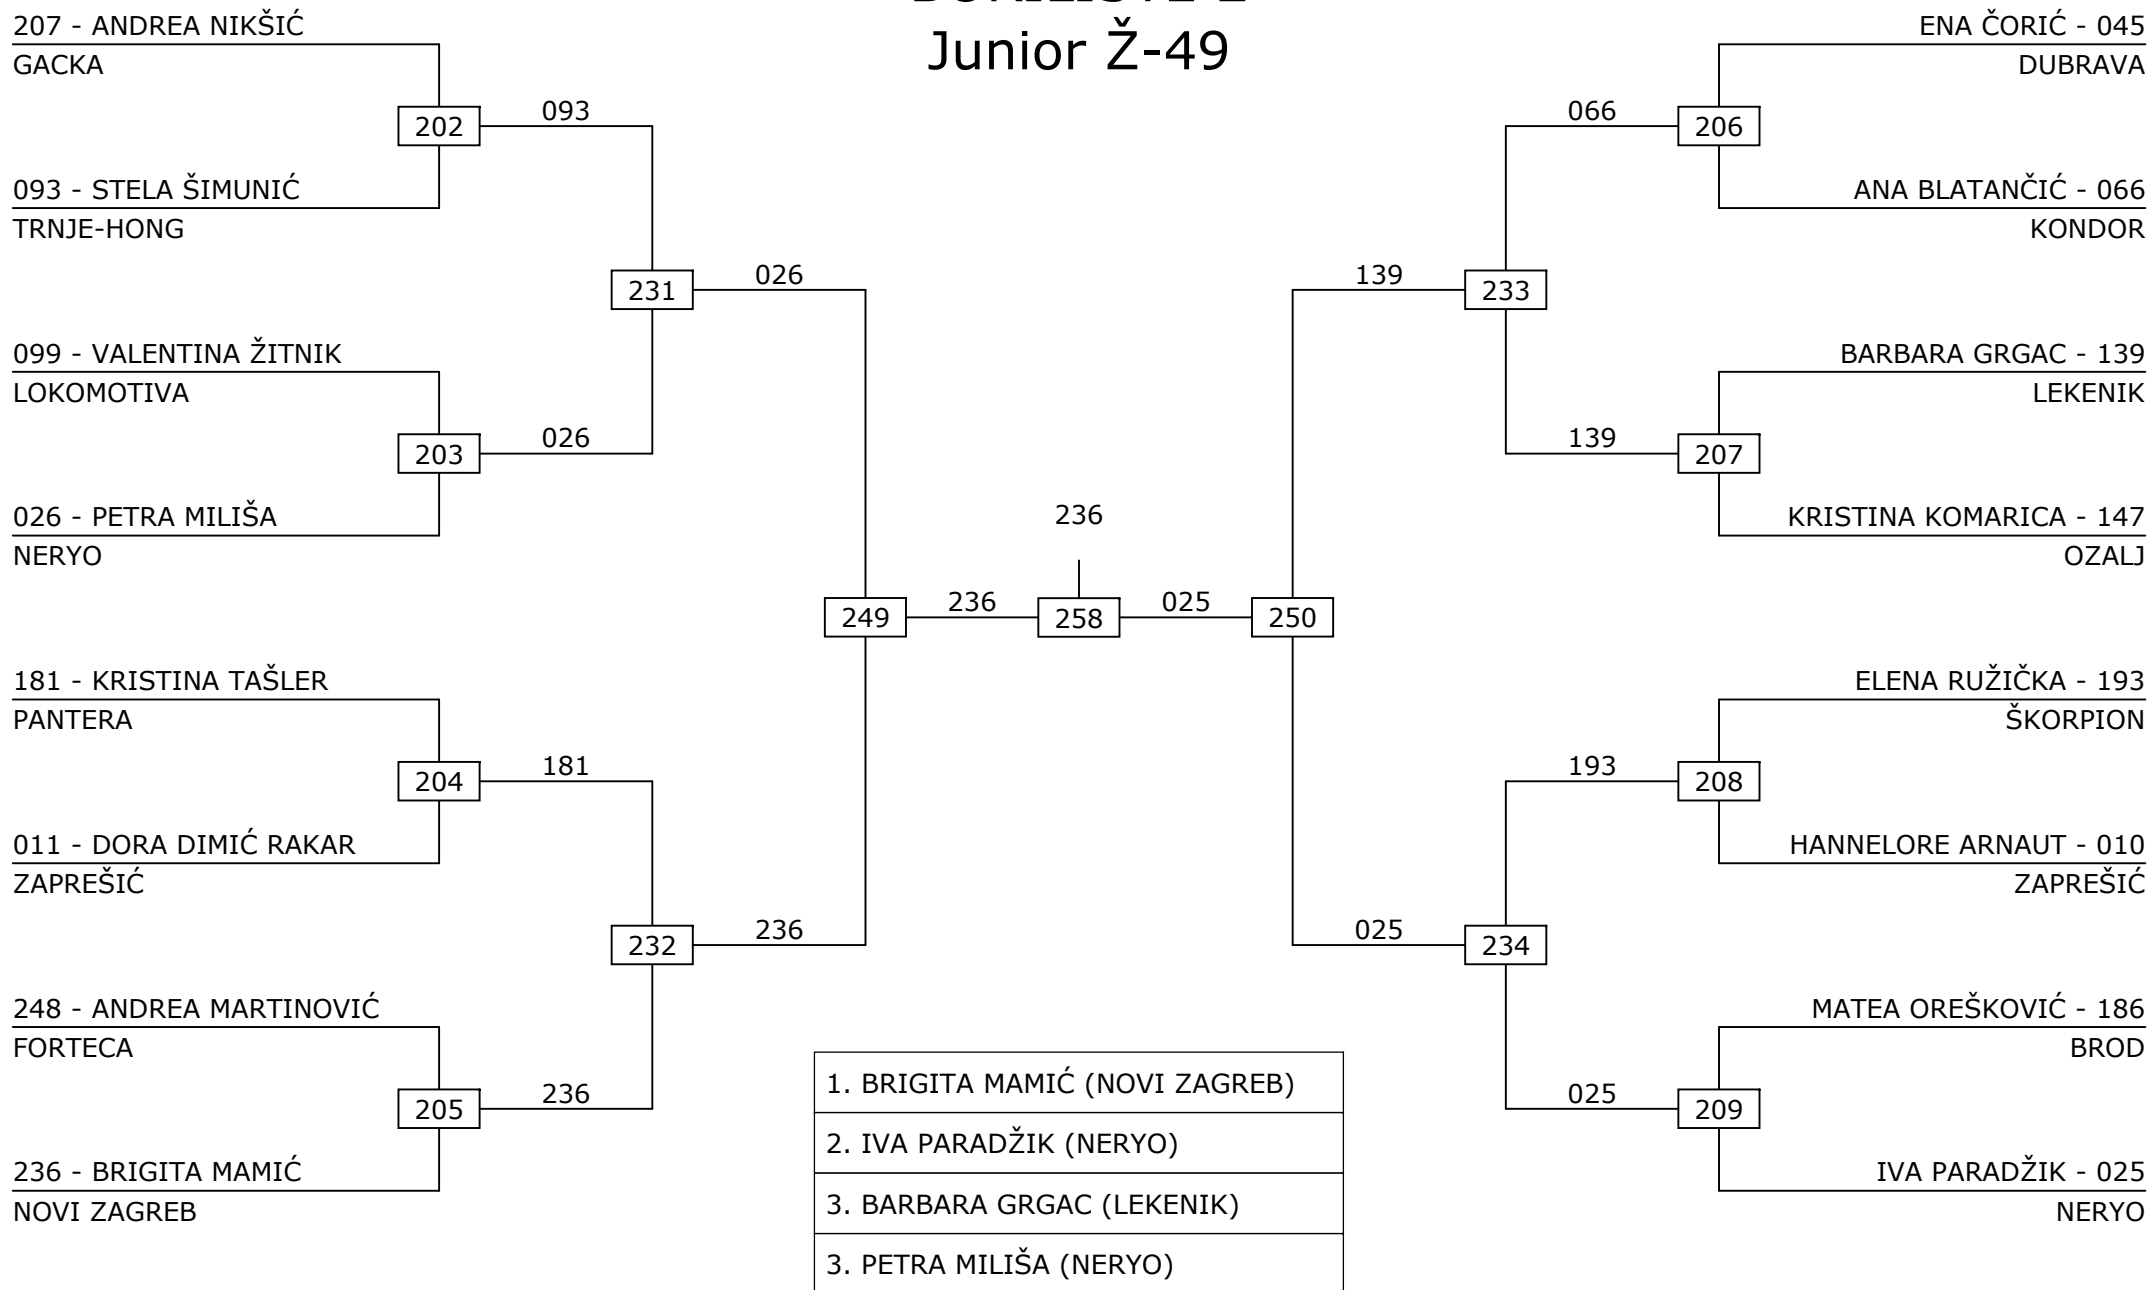 Junior Ž-49
207 - ANDREA NIKŠIĆ
GACKA
202
093
093 - STELA ŠIMUNIĆ
TRNJE-HONG
231
026
099 - VALENTINA ŽITNIK
LOKOMOTIVA
203
026
026 - PETRA MILIŠA
NERYO
249
236
181 - KRISTINA TAŠLER
PANTERA
204
181
011 - DORA DIMIĆ RAKAR
ZAPREŠIĆ
232
236
248 - ANDREA MARTINOVIĆ
FORTECA
205
236
236 - BRIGITA MAMIĆ
NOVI ZAGREB
236
258
025
250
ENA ČORIĆ - 045
DUBRAVA
066
206
ANA BLATANČIĆ - 066
KONDOR
139
233
BARBARA GRGAC - 139
LEKENIK
139
207
KRISTINA KOMARICA - 147
OZALJ
ELENA RUŽIČKA - 193
ŠKORPION
193
208
HANNELORE ARNAUT - 010
ZAPREŠIĆ
025
234
MATEA OREŠKOVIĆ - 186
BROD
025
209
IVA PARADŽIK - 025
NERYO
1. BRIGITA MAMIĆ (NOVI ZAGREB)
2. IVA PARADŽIK (NERYO)
3. BARBARA GRGAC (LEKENIK)
3. PETRA MILIŠA (NERYO)